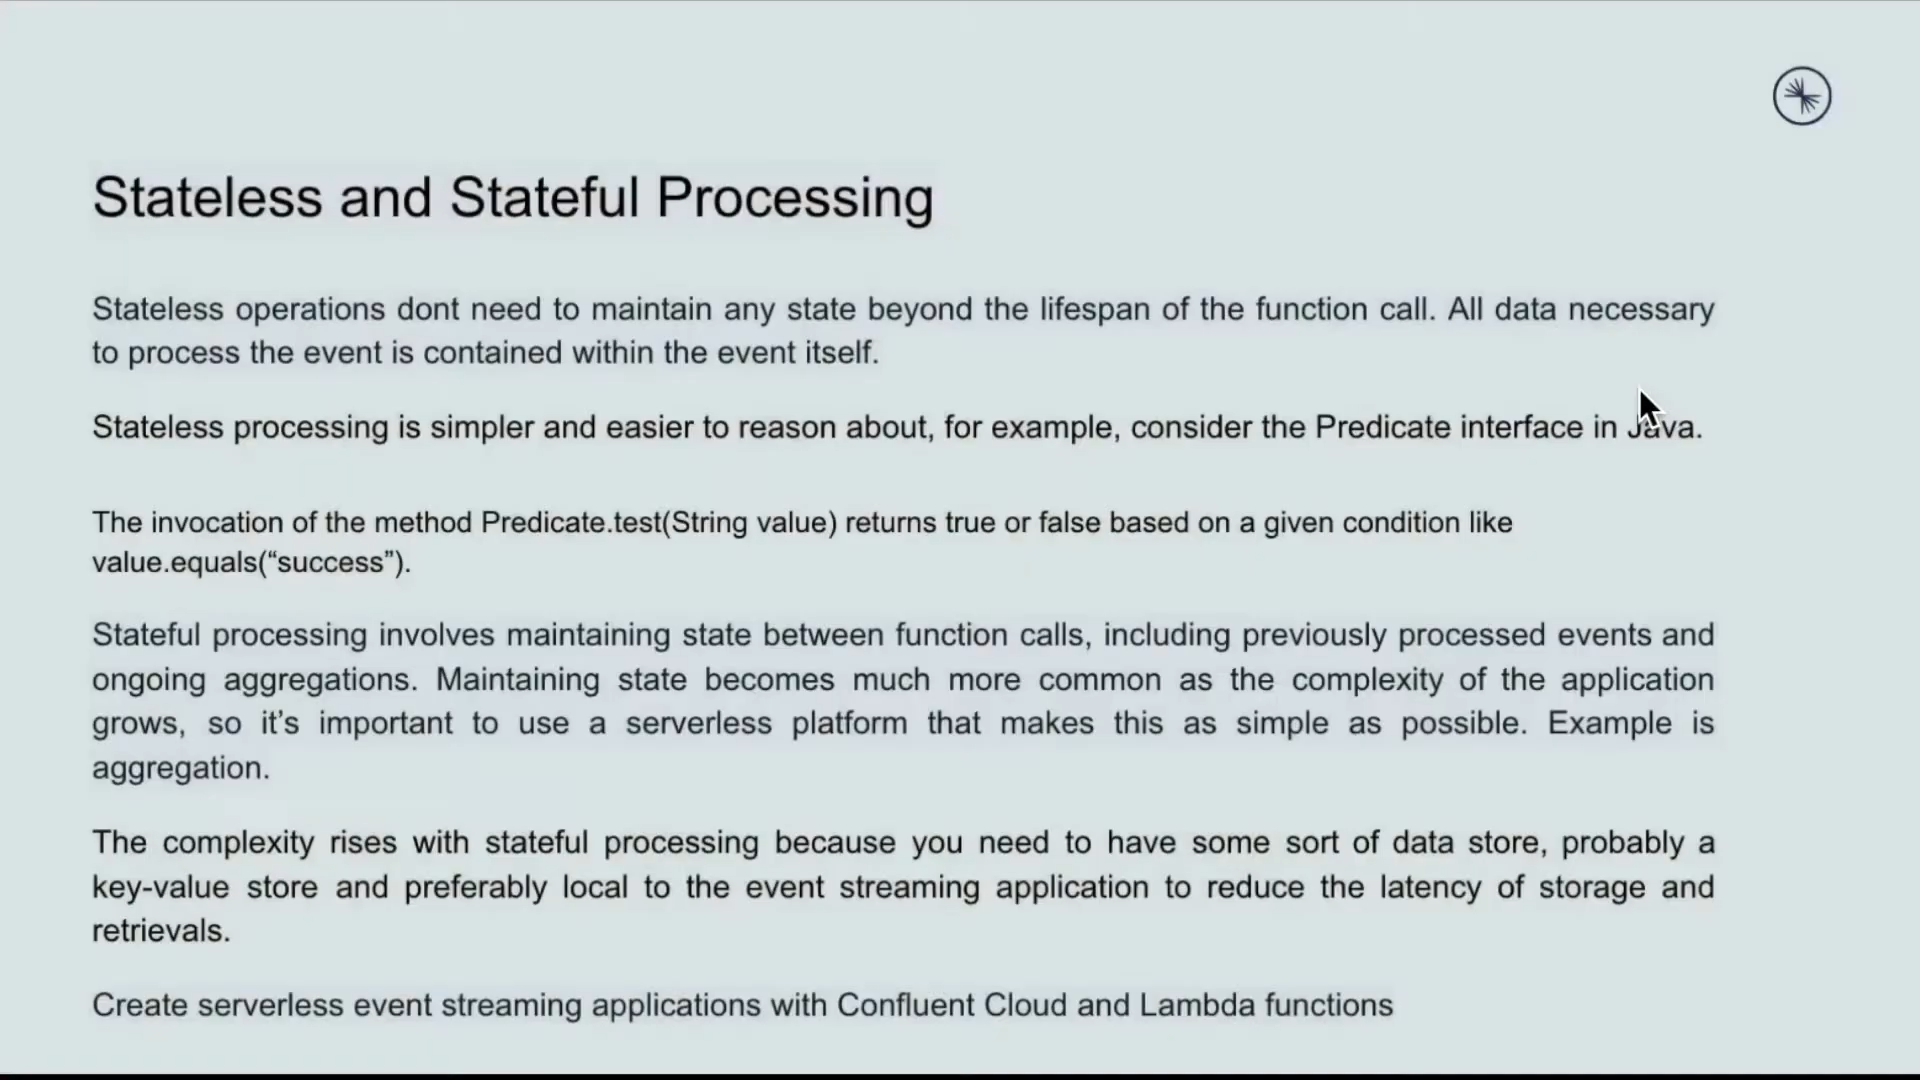 Stateless and Stateful Processing
Stateless operations dont need to maintain any state beyond the lifespan of the function call. All data necessary
to process the event is contained within the event itself.
Stateless processing is simpler and easier to reason about, for example, consider the Predicate interface in Java.
The invocation of the method Predicate.test(String value) returns true or false based on a given condition like
value.equals(“success”).
Stateful processing involves maintaining state between function calls, including previously processed events and
ongoing aggregations. Maintaining state becomes much more common as the complexity of the application
grows, so it’s important to use a serverless platform that makes this as simple as possible. Example is
aggregation.
The complexity rises with stateful processing because you need to have some sort of data store, probably a
key-value store and preferably local to the event streaming application to reduce the latency of storage and
retrievals.
Create serverless event streaming applications with Confluent Cloud and Lambda functions